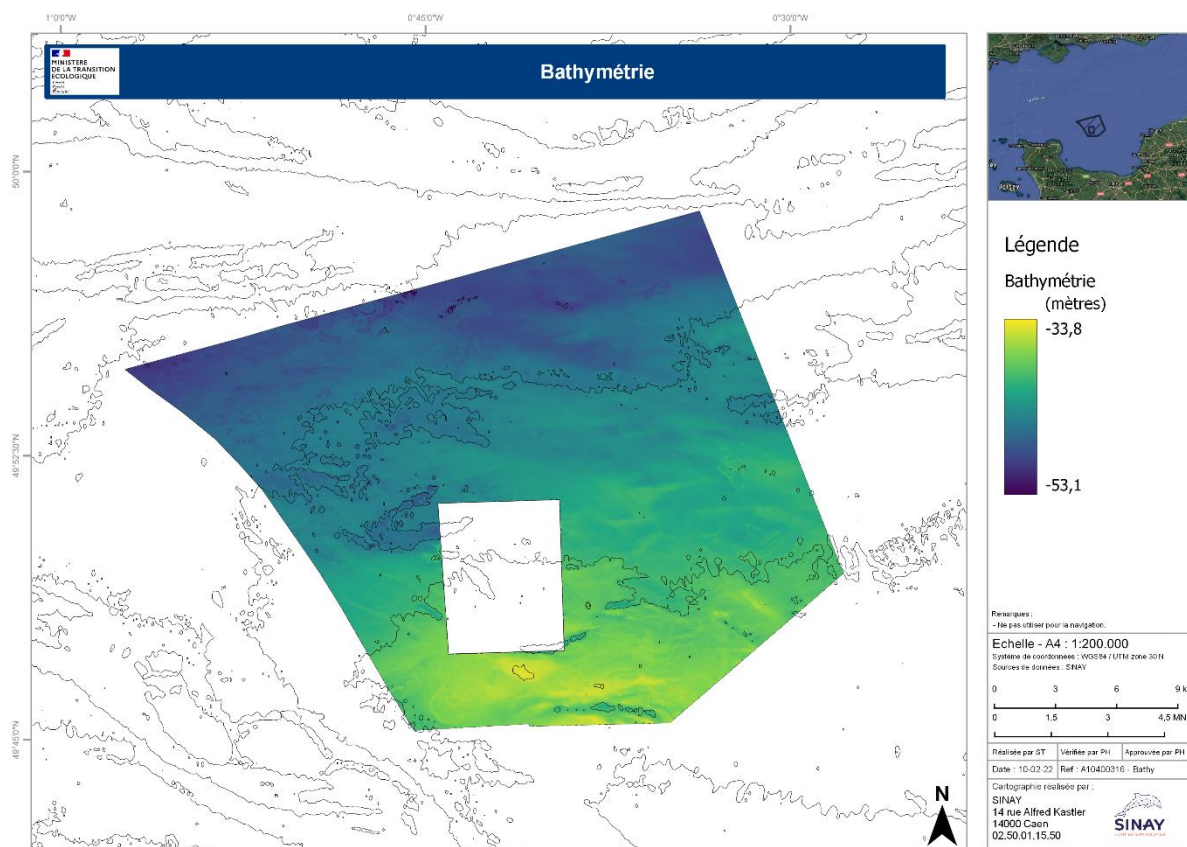 1°0'0"W
0°45'0"W
0°30'0"W
MINISTÈRE
DE LA TRANSITION
ÉCOLOGIQUE
Bathymétrie
50°0'0"N
49°52'30"N
49°45'0"N
N
JERSEY
Légende
Bathymétrie
(mètres)
-33,8
-53,1
Remarques :
- Ne pas utiliser pour la navigation.
Echelle - A4 : 1:200.000
Système de coordonnées : WGS84 / UTM zone 30N
Sources de données : SINAY
0 3 6 9 k
0 1,5 3 4,5 MN
Réalisée par ST Vérifiée par PH Approuvée par PH
Date : 10-02-22 Ref : A10400316 - Bathy
Cartographie réalisée par :
SINAY
14 rue Alfred Kastler
14000 Caen
02.50.01.15.50
SINAY